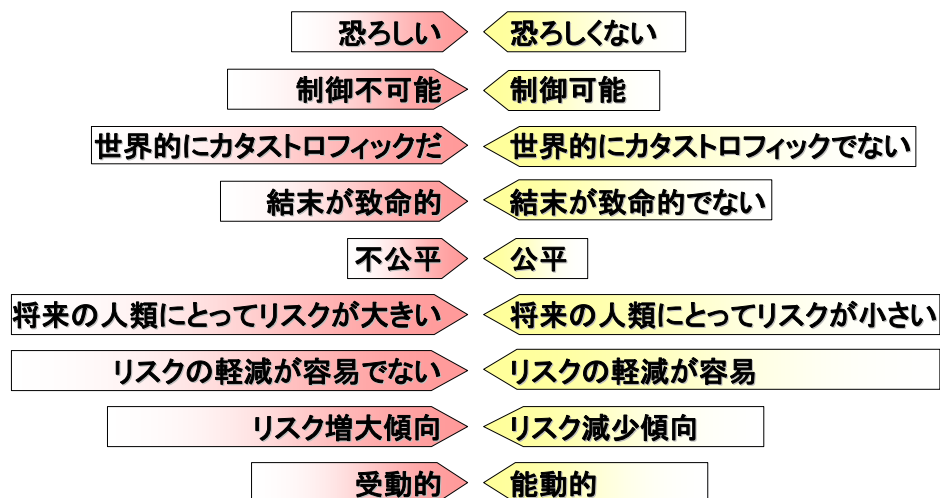 恐ろしい 恐ろしくない
制御不可能 制御可能
世界的にカタストロフィックだ 世界的にカタストロフィックでない
結末が致命的 結末が致命的でない
不公平 公平
将来の人類にとってリスクが大きい 将来の人類にとってリスクが小さい
リスクの軽減が容易でない リスクの軽減が容易
リスク増大傾向 リスク減少傾向
受動的 能動的